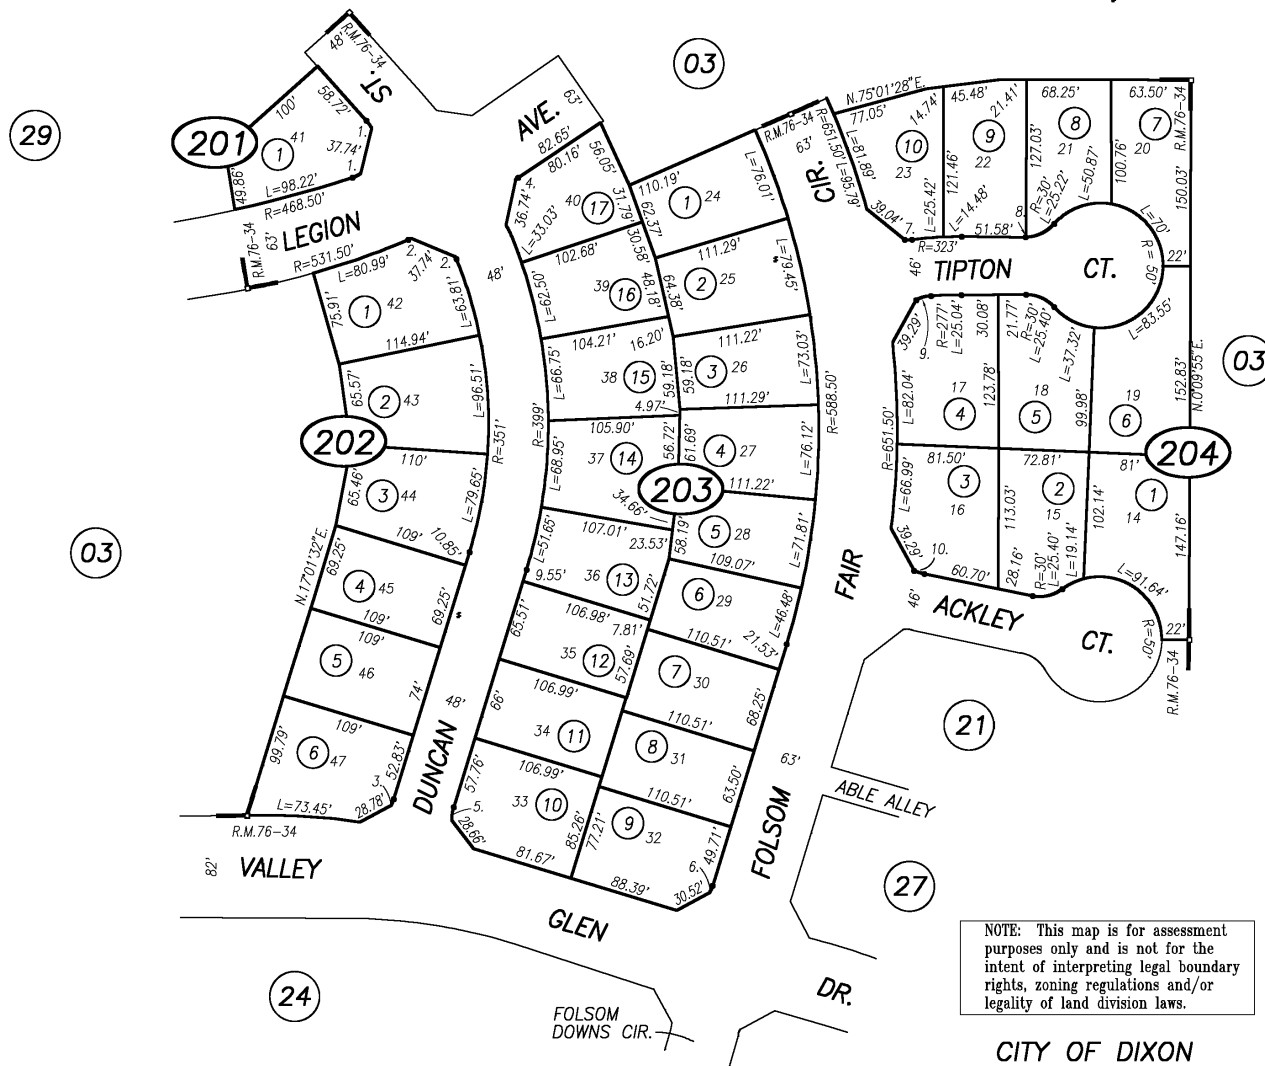 03
29
48'
R.M.76-34
ST.
58.72'
100'
201
1
41
1.
37.74'
1.
49.86'
L=98.22'
R=468.50'
LEGION
R.M.76-34
63'
R=531.50'
AVE.
63'
82.65'
80.16'
56.05'
4.
36.74'
L=33.03'
40
17
31.79'
102.68'
30.58'
48'
110.19'
1
24
62.37'
L=76.01'
R.M.76-34
63'
R=651.50'
CIR.
L=81.89'
L=95.79'
39.04'
7.
N.75°01'28"E.
77.05'
14.74'
10
23
L=25.42'
45.48'
21.41'
9
22
121.46'
L=14.48'
68.25'
8
21
127.03'
R=30'
L=25.22'
L=50.87'
8.
51.58'
R=323'
46'
63.50'
7
20
100.76'
R.M.76-34
150.03'
L=70'
R=50'
22'
TIPTON
CT.
L=83.55'
L=80.99'
2.
37.74'
2.
L=63.81'
75.91'
1
42
114.94'
65.57'
2
43
L=96.51'
R=351'
202
110'
65.46'
3
44
L=79.65'
109'
10.85'
N.17°01'32"E.
69.25'
4
45
69.25'
109'
109'
5
46
74'
109'
99.79'
6
47
52.83'
3.
L=73.45'
28.78'
R.M.76-34
39
16
L=62.50'
48.18'
104.21'
16.20'
38
15
L=66.75'
59.18'
4.97'
R=399'
105.90'
56.72'
37
14
L=68.95'
34.66'
203
107.01'
23.53'
L=51.65'
9.55'
36
13
51.72'
106.98'
7.81'
65.51'
35
12
57.69'
106.99'
66'
34
11
48'
106.99'
57.76'
33
10
85.26'
5.
28.66'
81.67'
111.29'
2
25
64.38'
L=79.45'
111.22'
3
26
59.18'
L=73.03'
R=588.50'
111.29'
61.69'
4
27
L=76.12'
111.22'
5
28
58.19'
L=71.81'
109.07'
6
29
L=46.48'
21.53'
110.51'
7
30
68.25'
110.51'
8
31
63.50'
63'
110.51'
9
32
77.21'
49.71'
6.
88.39'
30.52'
39.29'
9.
R=277'
L=25.04'
30.08'
21.77'
R=30'
L=25.40'
L=37.32'
L=82.04'
17
4
123.78'
18
5
99.98'
19
6
152.83'
N.0°09'55"E.
03
204
R=651.50'
81.50'
72.81'
81'
L=66.99'
3
16
113.03'
2
15
102.14'
1
14
147.16'
39.29'
10.
60.70'
28.16'
R=30'
L=25.40'
L=19.14'
L=91.64'
R=50'
22'
R.M.76-34
46'
ACKLEY
CT.
FAIR
03
21
ABLE ALLEY
DUNCAN
FOLSOM
82'
VALLEY
GLEN
DR.
27
24
FOLSOM
DOWNS CIR.
NOTE: This map is for assessment
purposes only and is not for the
intent of interpreting legal boundary
rights, zoning regulations and/or
legality of land division laws.
CITY OF DIXON